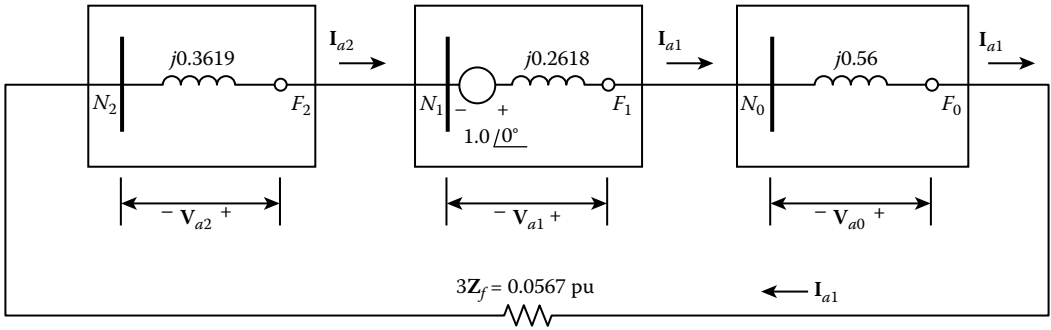 I_a2
I_a1
I_a1
j0.3619
j0.2618
j0.56
N_2
F_2
N_1
− +
F_1
N_0
F_0
1.0 /0°
− V_a2 +
− V_a1 +
− V_a0 +
3Z_f = 0.0567 pu
I_a1